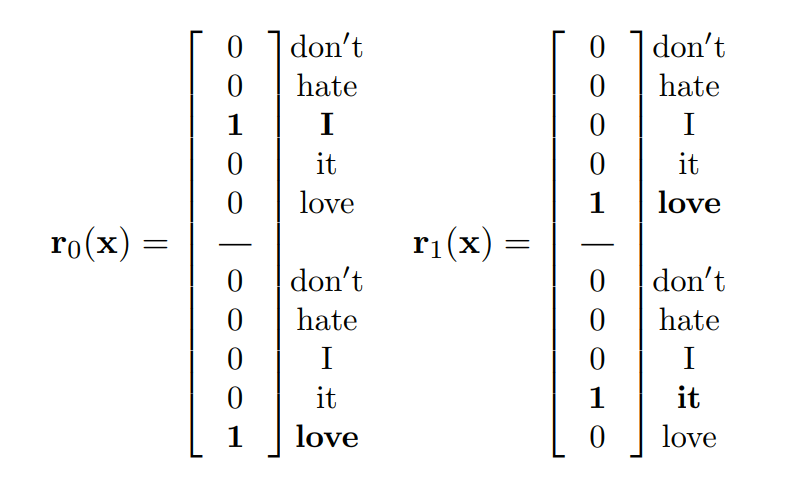 0 don′t 0 don′t
0 hate 0 hate
1 I 0 I
0 it 0 it
0 love 1 love
r₀(x) = — r₁(x) = —
0 don′t 0 don′t
0 hate 0 hate
0 I 0 I
0 it 1 it
1 love 0 love